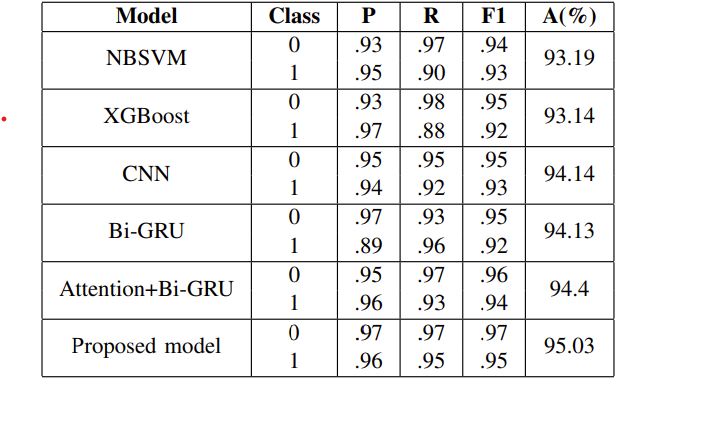 Model Class P R F1 A(%)
NBSVM 0 .93 .97 .94 93.19
1 .95 .90 .93
XGBoost 0 .93 .98 .95 93.14
1 .97 .88 .92
CNN 0 .95 .95 .95 94.14
1 .94 .92 .93
Bi-GRU 0 .97 .93 .95 94.13
1 .89 .96 .92
Attention+Bi-GRU 0 .95 .97 .96 94.4
1 .96 .93 .94
Proposed model 0 .97 .97 .97 95.03
1 .96 .95 .95